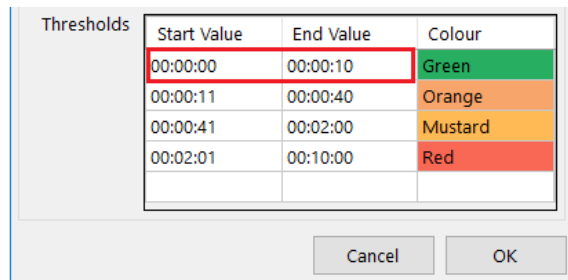 Thresholds
Start Value End Value Colour
00:00:00 00:00:10 Green
00:00:11 00:00:40 Orange
00:00:41 00:02:00 Mustard
00:02:01 00:10:00 Red
Cancel OK